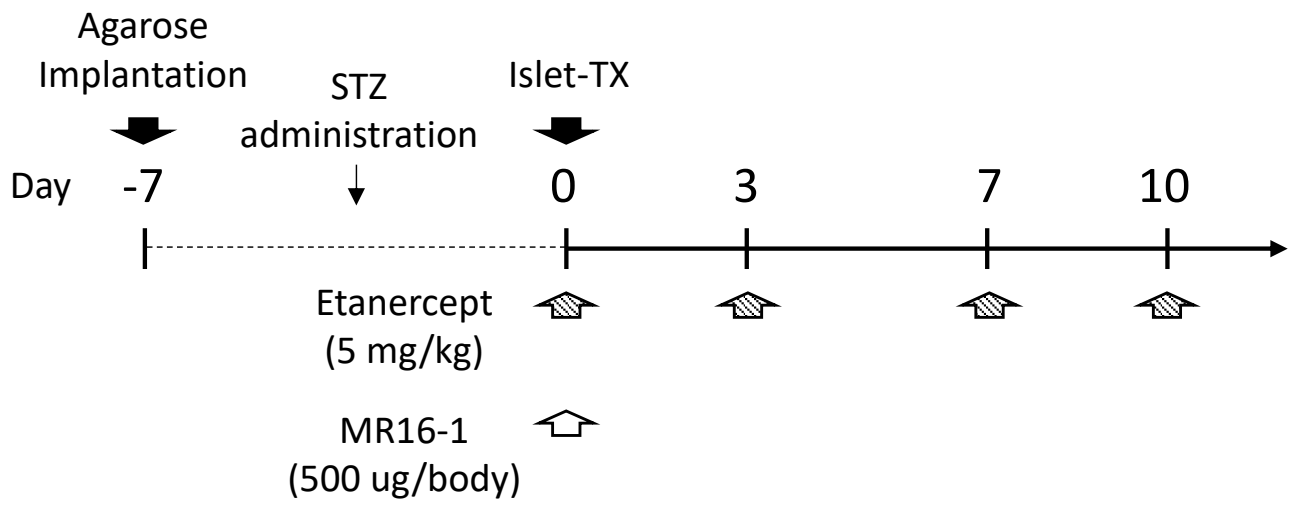 Agarose
Implantation
STZ
administration
Islet-TX
Day -7 0 3 7 10
Etanercept
(5 mg/kg)
MR16-1
(500 ug/body)